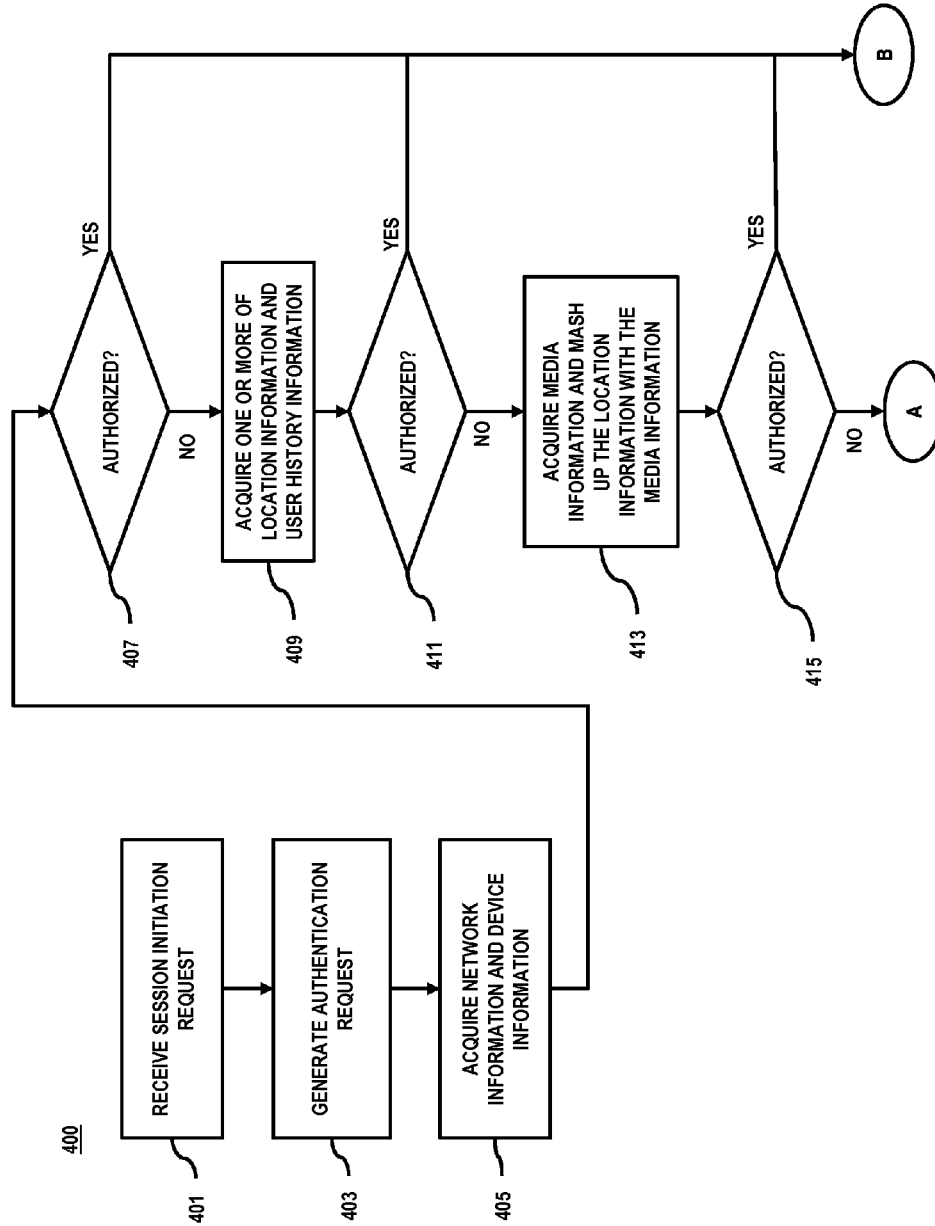 400
RECEIVE SESSION INITIATION
REQUEST
401
GENERATE AUTHENTICATION
REQUEST
403
ACQUIRE NETWORK
INFORMATION AND DEVICE
INFORMATION
405
AUTHORIZED?
YES
NO
407
ACQUIRE ONE OR MORE OF
LOCATION INFORMATION AND
USER HISTORY INFORMATION
409
AUTHORIZED?
NO
411
ACQUIRE MEDIA
INFORMATION AND MASH
UP THE LOCATION
INFORMATION WITH THE
MEDIA INFORMATION
413
AUTHORIZED?
YES
NO
415
A
B